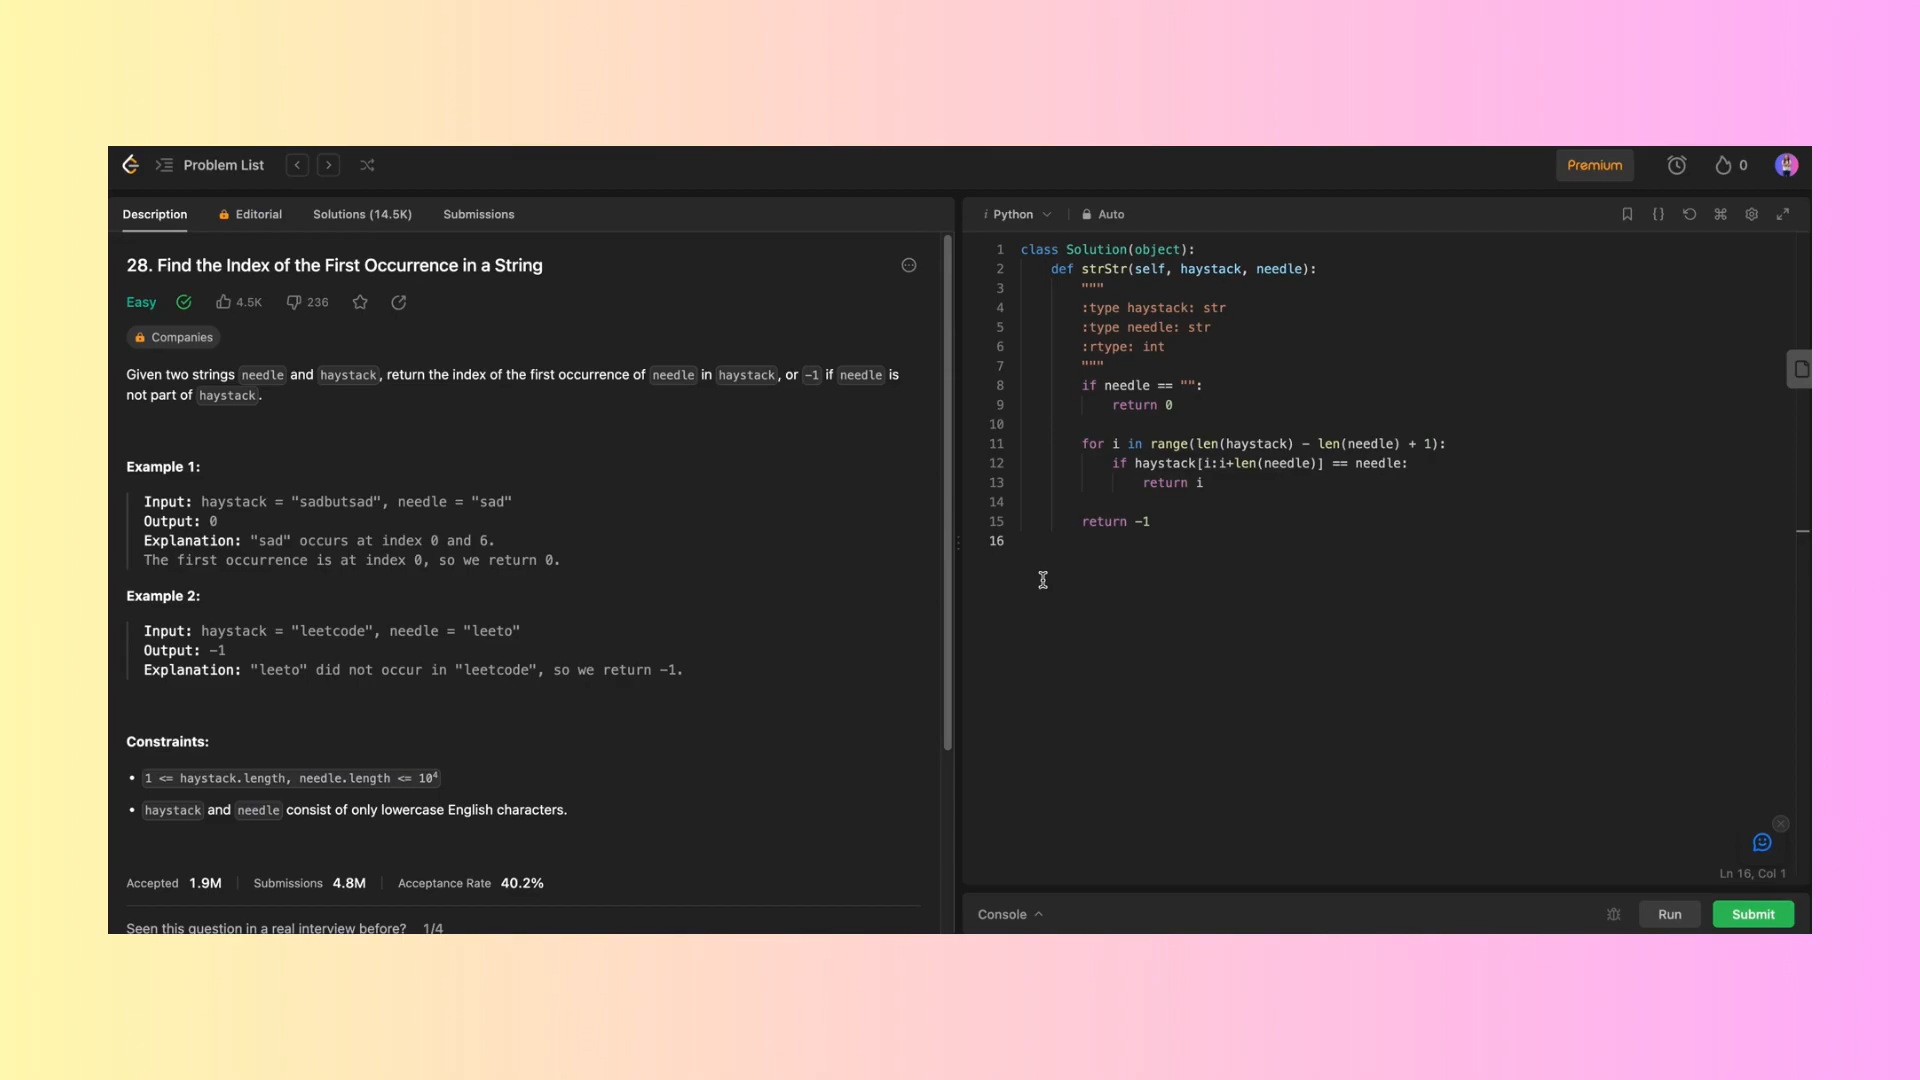 Problem List
Premium
0
Description
Editorial
Solutions (14.5K)
Submissions
28. Find the Index of the First Occurrence in a String
Easy
4.5K
236
Companies
Given two strings needle and haystack, return the index of the first occurrence of needle in haystack, or -1 if needle is
not part of haystack.
Example 1:
Input: haystack = "sadbutsad", needle = "sad"
Output: 0
Explanation: "sad" occurs at index 0 and 6.
The first occurrence is at index 0, so we return 0.
Example 2:
Input: haystack = "leetcode", needle = "leeto"
Output: -1
Explanation: "leeto" did not occur in "leetcode", so we return -1.
Constraints:
• 1 <= haystack.length, needle.length <= 10⁴
• haystack and needle consist of only lowercase English characters.
Accepted 1.9M
Submissions 4.8M
Acceptance Rate 40.2%
Seen this question in a real interview before? 1/4
i Python
Auto
1 class Solution(object):
2     def strStr(self, haystack, needle):
3         """
4         :type haystack: str
5         :type needle: str
6         :rtype: int
7         """
8         if needle == "":
9             return 0
10
11         for i in range(len(haystack) - len(needle) + 1):
12             if haystack[i:i+len(needle)] == needle:
13                 return i
14
15         return -1
16
Ln 16, Col 1
Console
Run
Submit